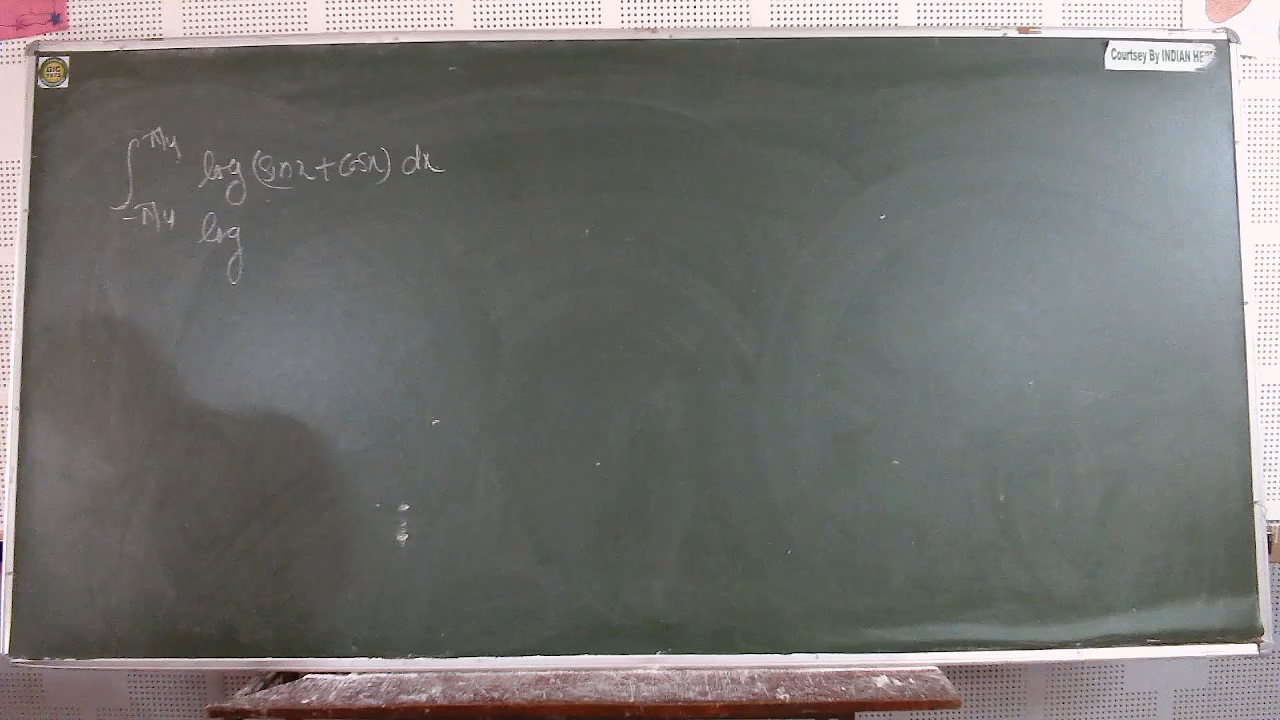 Courtsey By INDIAN HE
∫_{-π/4}^{π/4} log (sinx + cosx) dx
log